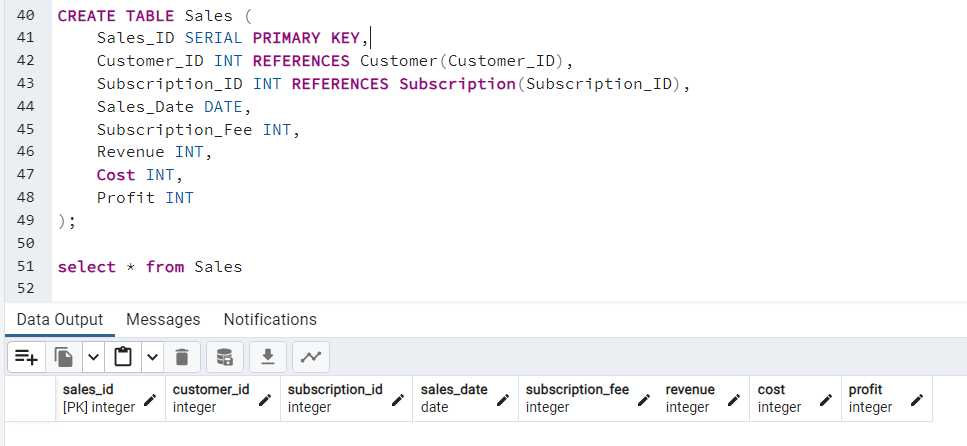 40 CREATE TABLE Sales (
41 Sales_ID SERIAL PRIMARY KEY,
42 Customer_ID INT REFERENCES Customer(Customer_ID),
43 Subscription_ID INT REFERENCES Subscription(Subscription_ID),
44 Sales_Date DATE,
45 Subscription_Fee INT,
46 Revenue INT,
47 Cost INT,
48 Profit INT
49 );
50
51 select * from Sales
52
Data Output Messages Notifications
sales_id customer_id subscription_id sales_date subscription_fee revenue cost profit
[PK] integer integer integer date integer integer integer integer